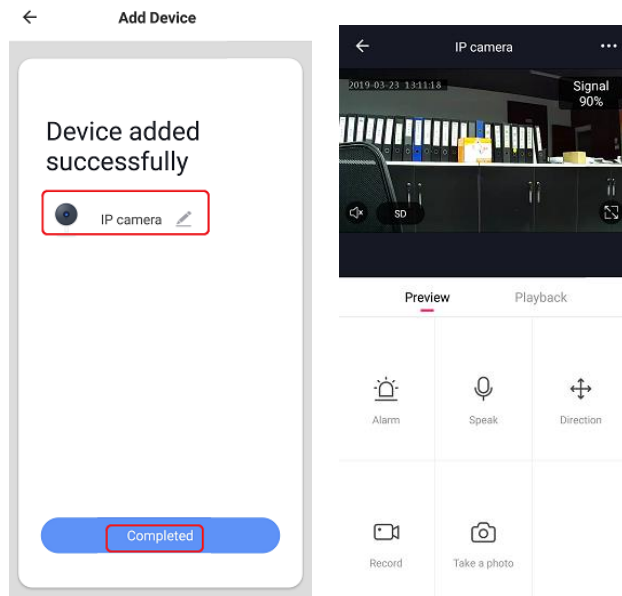 Add Device
Device added
successfully
IP camera
Completed
IP camera
2019-03-23 13:11:18
Signal
90%
SD
Preview
Playback
Alarm
Speak
Direction
Record
Take a photo